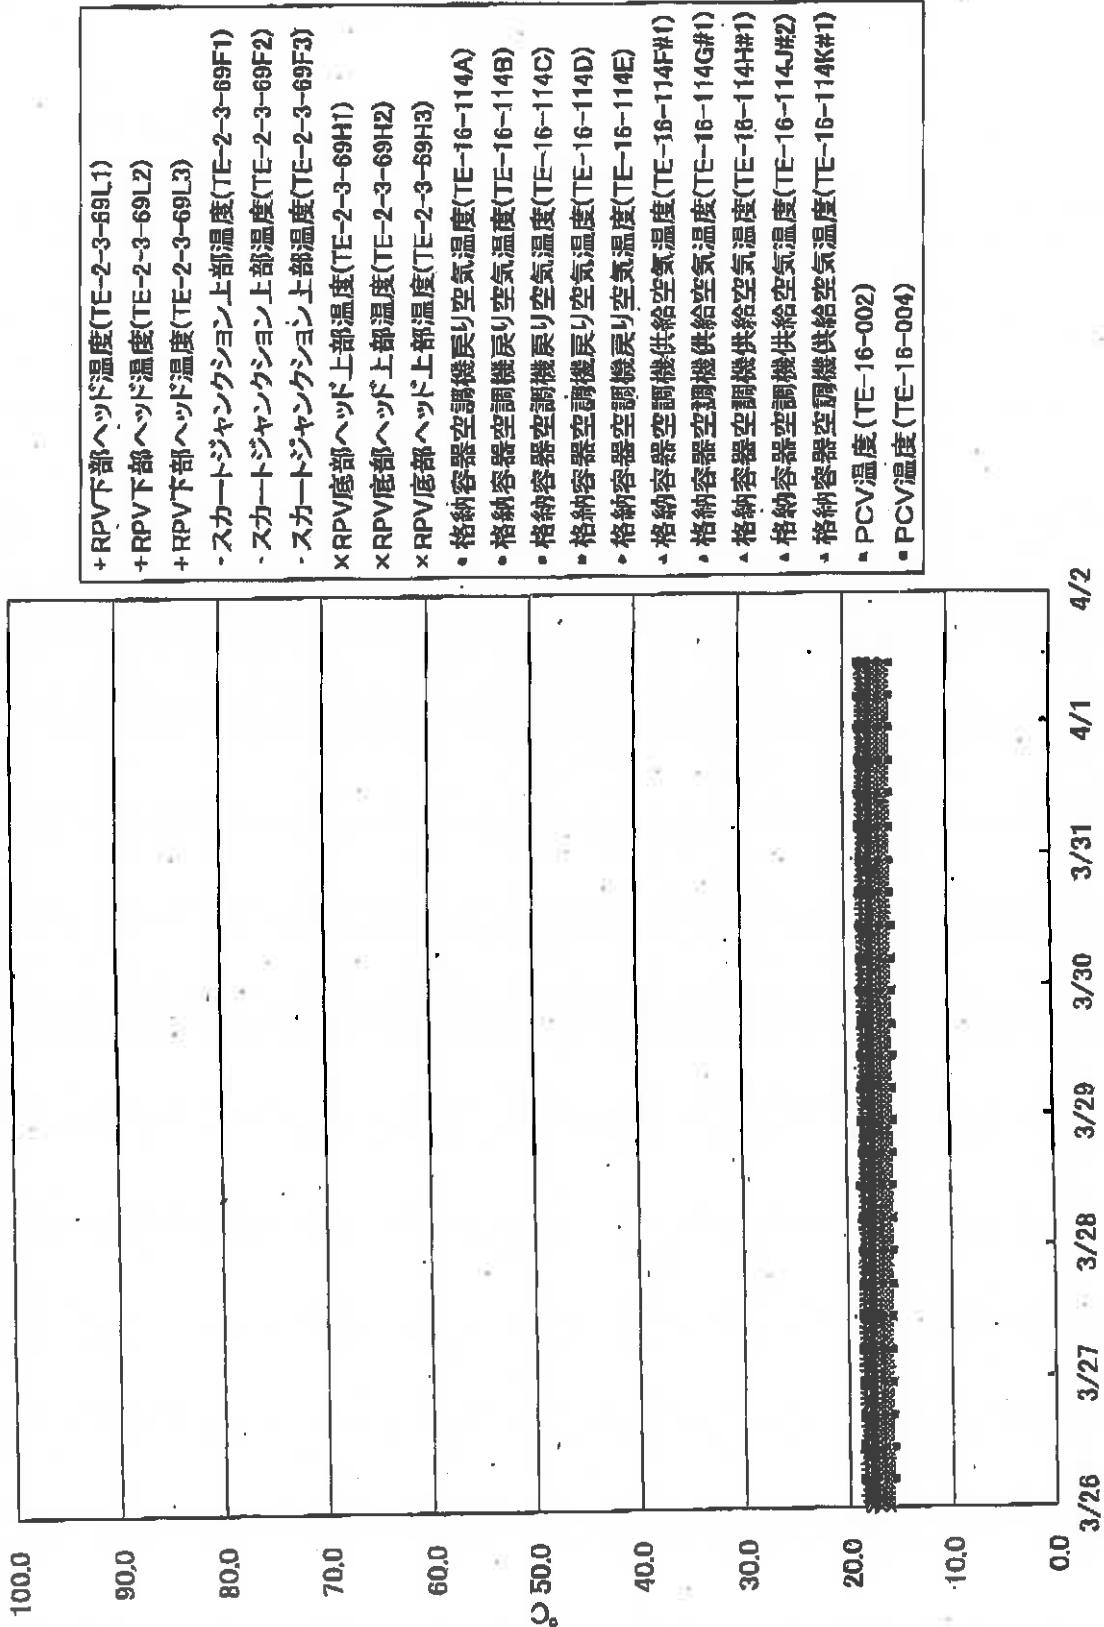 100.0
90.0
80.0
70.0
60.0
℃ 50.0
40.0
30.0
20.0
10.0
0.0
3/26
3/27
3/28
3/29
3/30
3/31
4/1
4/2
+RPV下部ヘッド温度(TE-2-3-69L1)
+RPV下部ヘッド温度(TE-2-3-69L2)
+RPV下部ヘッド温度(TE-2-3-69L3)
-スカートジャンクション上部温度(TE-2-3-69F1)
-スカートジャンクション上部温度(TE-2-3-69F2)
-スカートジャンクション上部温度(TE-2-3-69F3)
×RPV底部ヘッド上部温度(TE-2-3-69H1)
×RPV底部ヘッド上部温度(TE-2-3-69H2)
×RPV底部ヘッド上部温度(TE-2-3-69H3)
格納容器空調機戻り空気温度(TE-16-114A)
格納容器空調機戻り空気温度(TE-16-114B)
格納容器空調機戻り空気温度(TE-16-114C)
格納容器空調機戻り空気温度(TE-16-114D)
格納容器空調機戻り空気温度(TE-16-114E)
格納容器空調機供給空気温度(TE-16-114F#1)
格納容器空調機供給空気温度(TE-16-114G#1)
格納容器空調機供給空気温度(TE-16-114H#1)
格納容器空調機供給空気温度(TE-16-114J#2)
格納容器空調機供給空気温度(TE-16-114K#1)
PCV温度(TE-16-002)
PCV温度(TE-16-004)